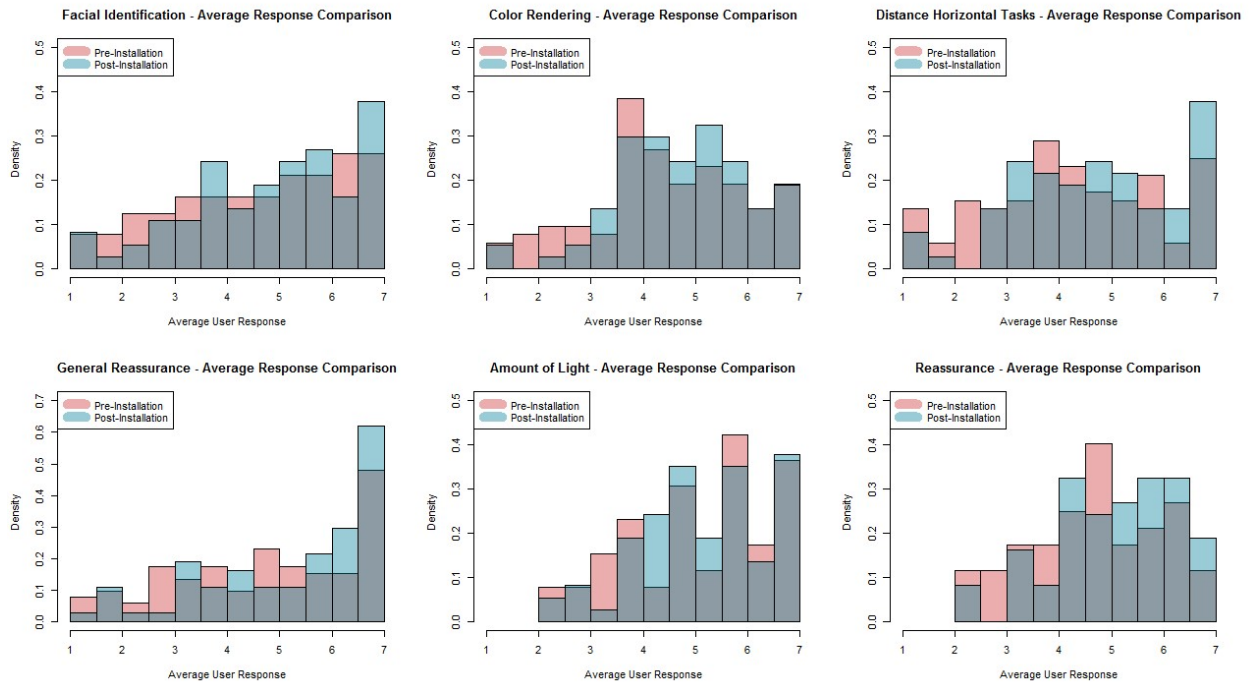 Facial Identification - Average Response Comparison
Pre-Installation
Post-Installation
Density
0.5
0.4
0.3
0.2
0.1
0.0
1 2 3 4 5 6 7
Average User Response
Color Rendering - Average Response Comparison
Pre-Installation
Post-Installation
Density
0.5
0.4
0.3
0.2
0.1
0.0
1 2 3 4 5 6 7
Average User Response
Distance Horizontal Tasks - Average Response Comparison
Pre-Installation
Post-Installation
Density
0.5
0.4
0.3
0.2
0.1
0.0
1 2 3 4 5 6 7
Average User Response
General Reassurance - Average Response Comparison
Pre-Installation
Post-Installation
Density
0.7
0.6
0.5
0.4
0.3
0.2
0.1
0.0
1 2 3 4 5 6 7
Average User Response
Amount of Light - Average Response Comparison
Pre-Installation
Post-Installation
Density
0.5
0.4
0.3
0.2
0.1
0.0
1 2 3 4 5 6 7
Average User Response
Reassurance - Average Response Comparison
Pre-Installation
Post-Installation
Density
0.5
0.4
0.3
0.2
0.1
0.0
1 2 3 4 5 6 7
Average User Response